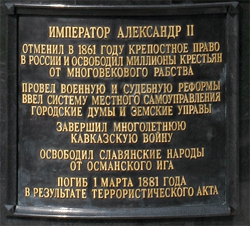 ИМПЕРАТОР АЛЕКСАНДР II
ОТМЕНИЛ В 1861 ГОДУ КРЕПОСТНОЕ ПРАВО
В РОССИИ И ОСВОБОДИЛ МИЛЛИОНЫ КРЕСТЬЯН
ОТ МНОГОВЕКОВОГО РАБСТВА
ПРОВЕЛ ВОЕННУЮ И СУДЕБНУЮ РЕФОРМЫ
ВВЕЛ СИСТЕМУ МЕСТНОГО САМОУПРАВЛЕНИЯ
ГОРОДСКИЕ ДУМЫ И ЗЕМСКИЕ УПРАВЫ
ЗАВЕРШИЛ МНОГОЛЕТНЮЮ
КАВКАЗСКУЮ ВОЙНУ
ОСВОБОДИЛ СЛАВЯНСКИЕ НАРОДЫ
ОТ ОСМАНСКОГО ИГА
ПОГИБ 1 МАРТА 1881 ГОДА
В РЕЗУЛЬТАТЕ ТЕРРОРИСТИЧЕСКОГО АКТА